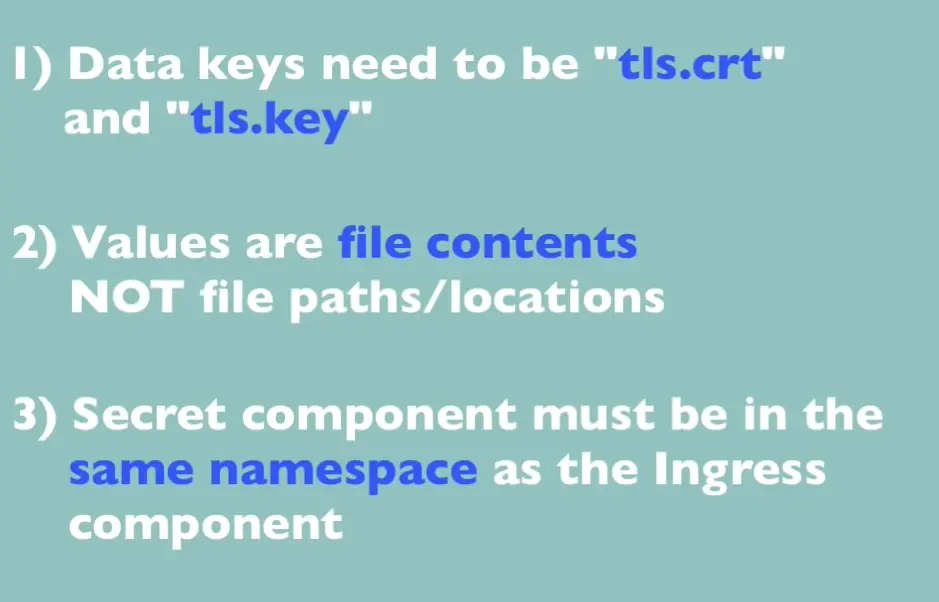 1) Data keys need to be "tls.crt"
and "tls.key"
2) Values are file contents
NOT file paths/locations
3) Secret component must be in the
same namespace as the Ingress
component